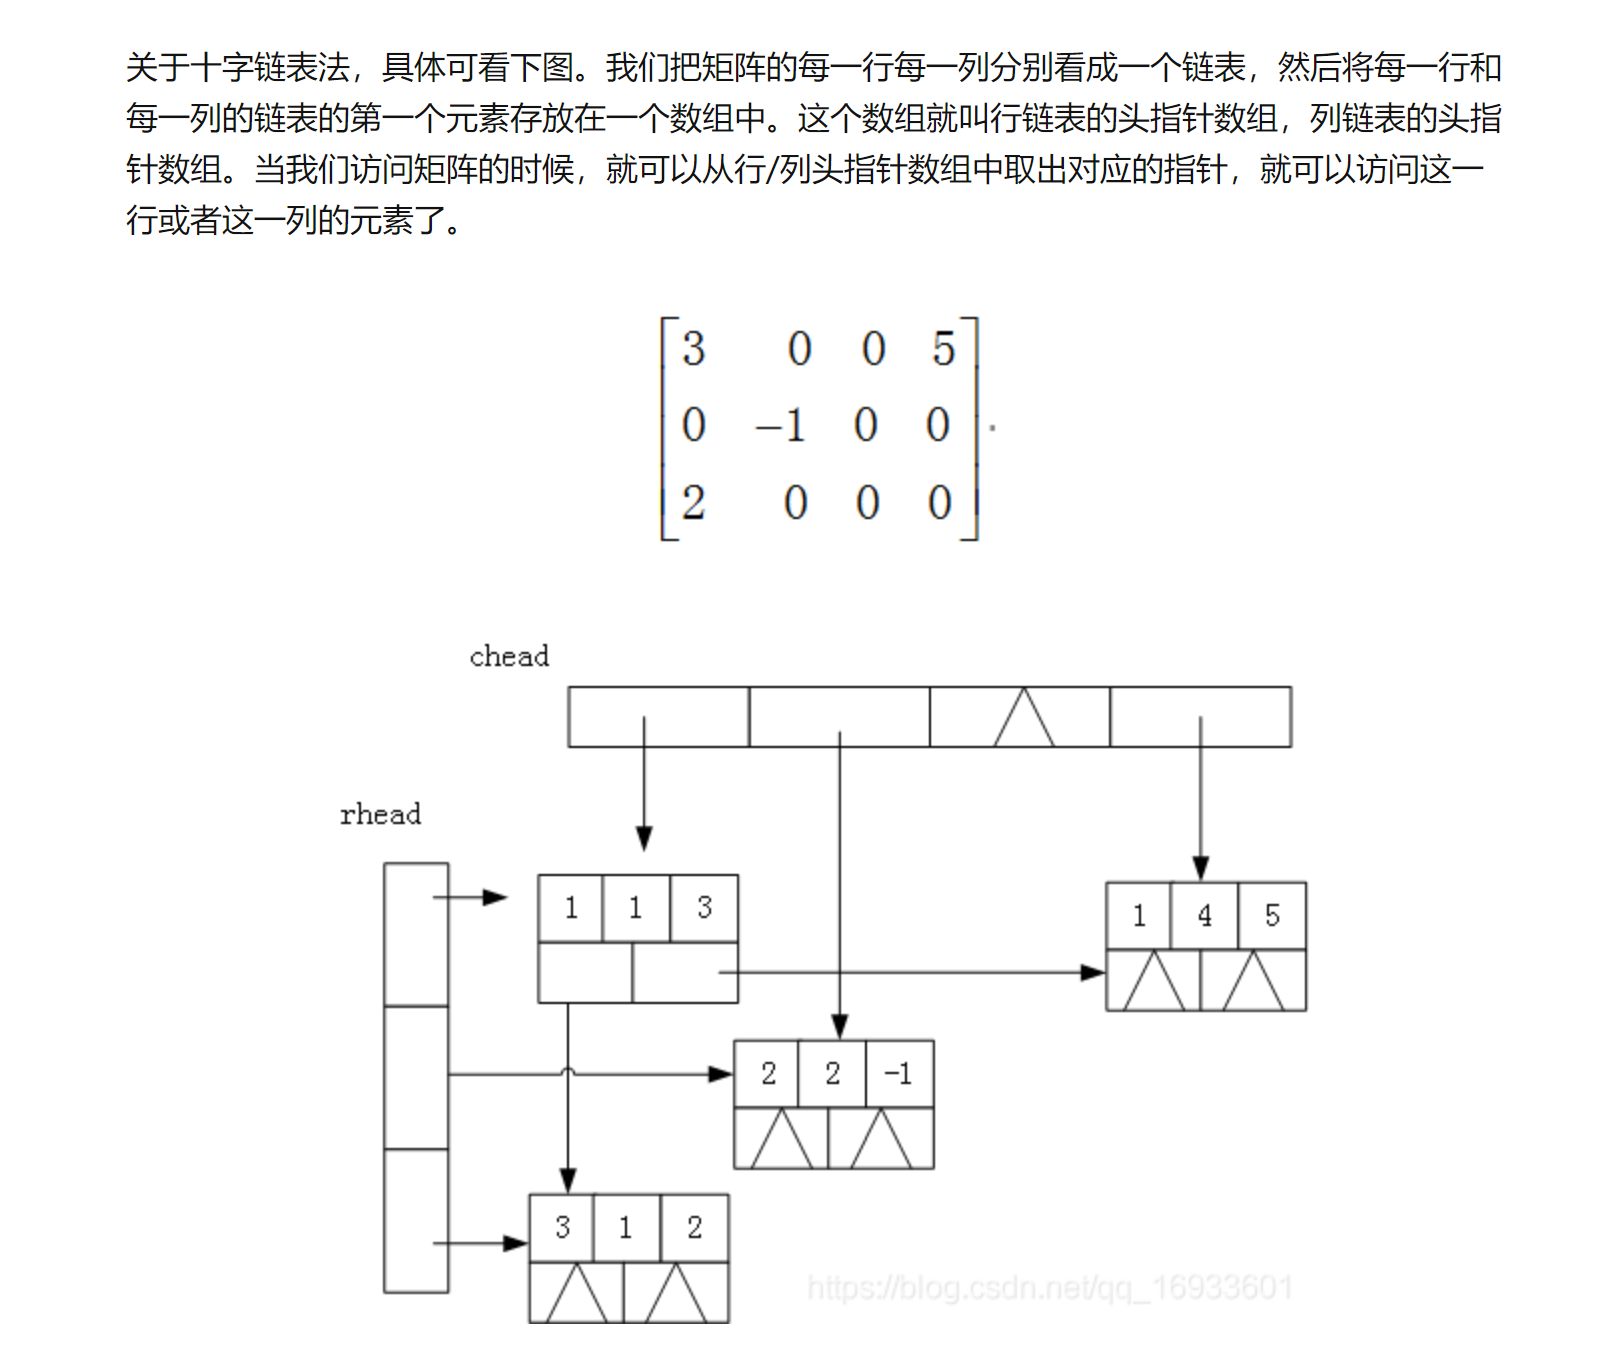 关于十字链表法，具体可看下图。我们把矩阵的每一行每一列分别看成一个链表，然后将每一行和
每一列的链表的第一个元素存放在一个数组中。这个数组就叫行链表的头指针数组，列链表的头指
针数组。当我们访问矩阵的时候，就可以从行/列头指针数组中取出对应的指针，就可以访问这一
行或者这一列的元素了。
3 0 0 5
0 -1 0 0
2 0 0 0
chead
rhead
1 1 3
1 4 5
2 2 -1
3 1 2
https://blog.csdn.net/qq_16933601